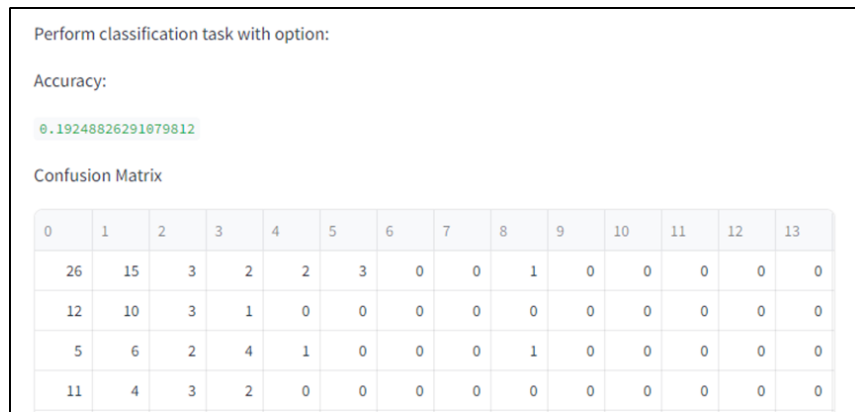 Perform classification task with option:
Accuracy:
0.19248826291079812
Confusion Matrix
0 1 2 3 4 5 6 7 8 9 10 11 12 13
26 15 3 2 2 3 0 0 1 0 0 0 0 0
12 10 3 1 0 0 0 0 0 0 0 0 0 0
5 6 2 4 1 0 0 0 1 0 0 0 0 0
11 4 3 2 0 0 0 0 0 0 0 0 0 0